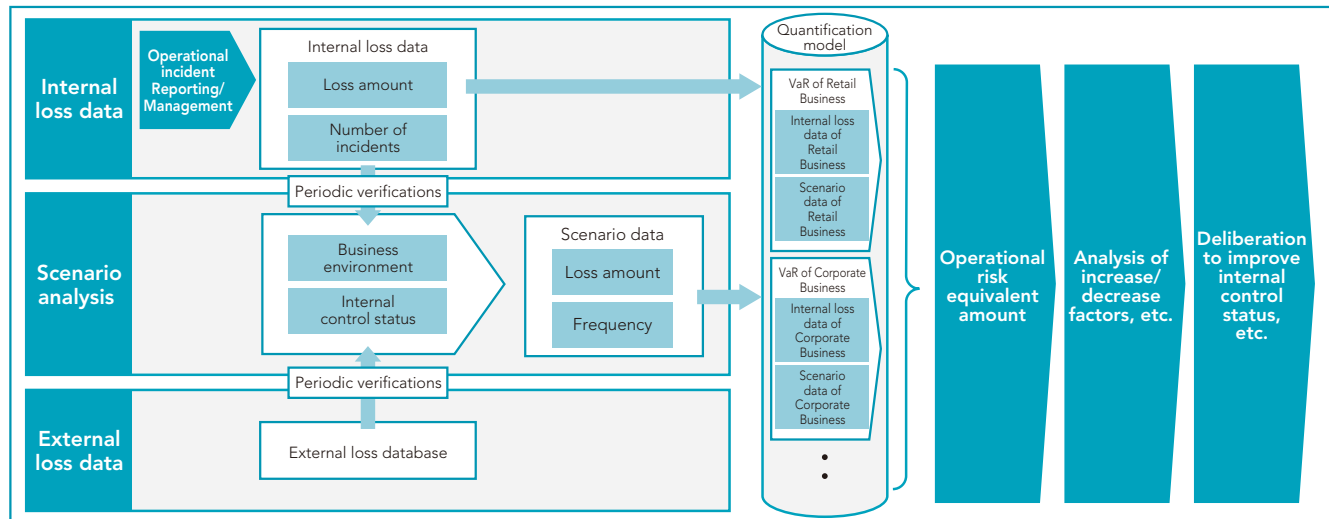 Internal
loss data
Operational
incident
Reporting/
Management
Internal loss data
Loss amount
Number of
incidents
Periodic verifications
Scenario
analysis
Business
environment
Internal
control status
Scenario data
Loss amount
Frequency
Periodic verifications
External
loss data
External loss database
Quantification
model
VaR of Retail
Business
Internal loss
data of
Retail
Business
Scenario
data of
Retail
Business
VaR of Corporate
Business
Internal loss
data of
Corporate
Business
Scenario
data of
Corporate
Business
Operational
risk
equivalent
amount
Analysis of
increase/
decrease
factors, etc.
Deliberation
to improve
internal
control
status,
etc.